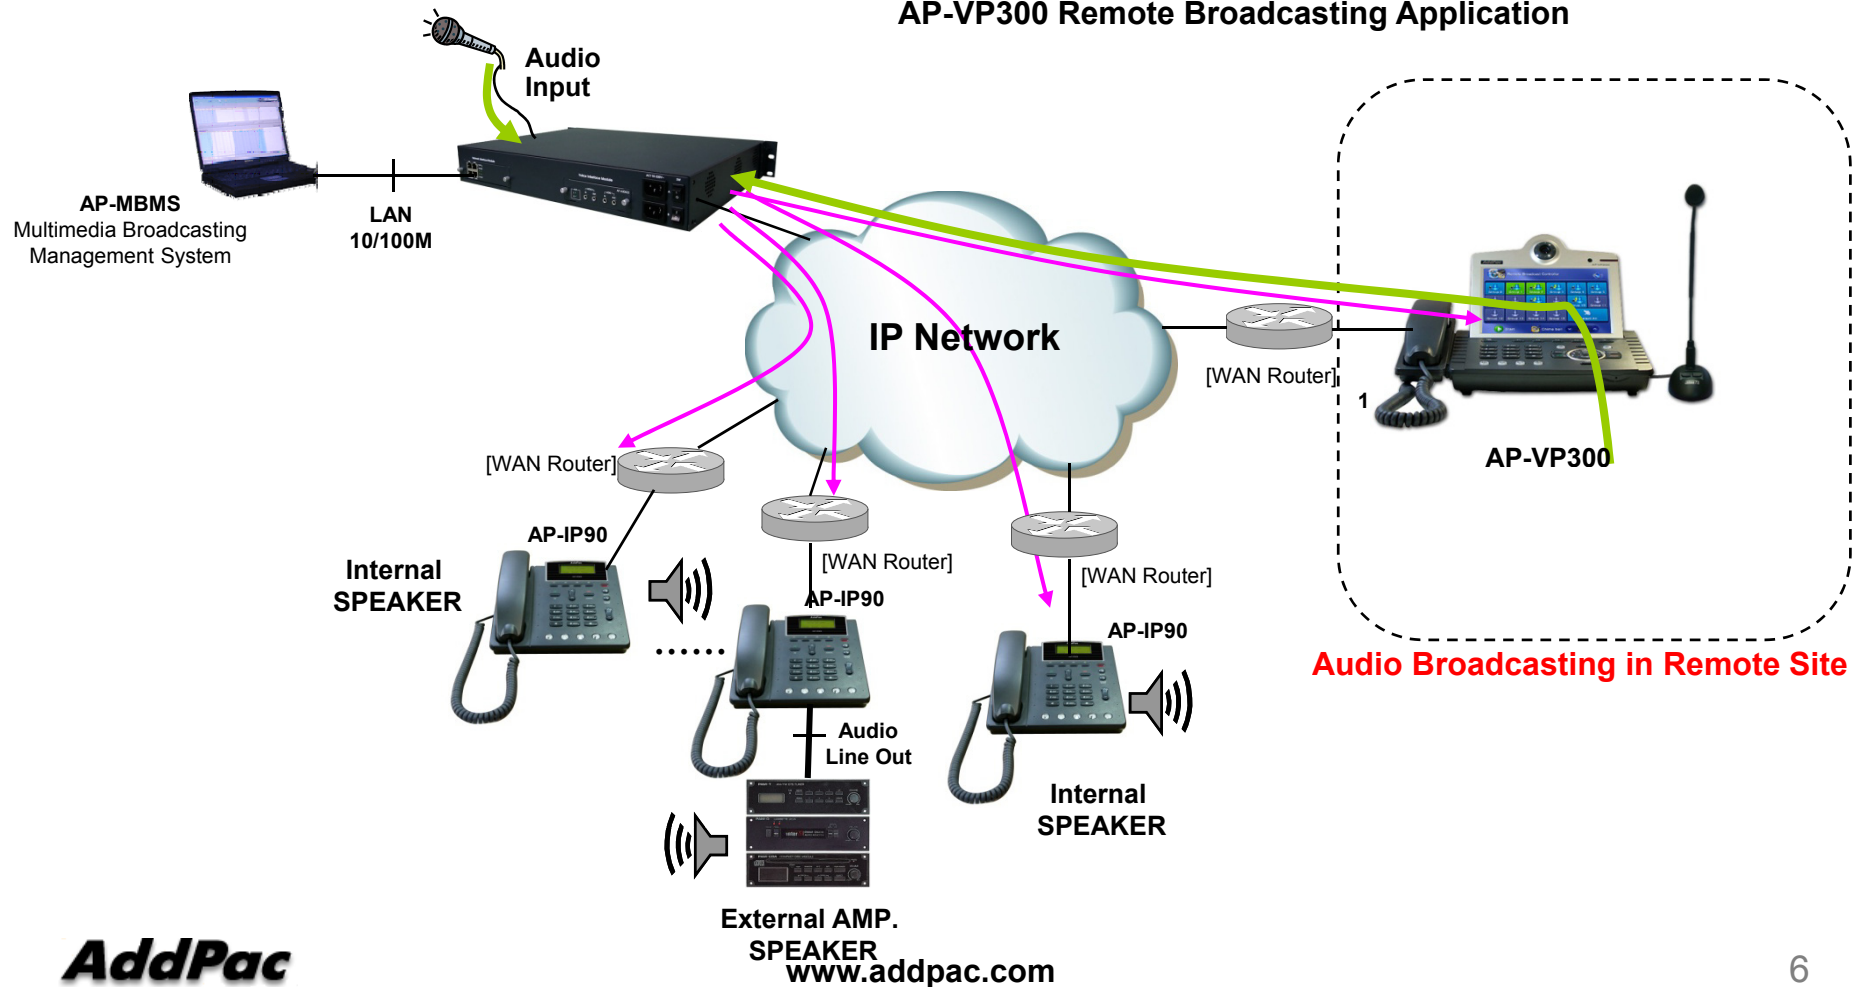 AP-VP300 Remote Broadcasting Application
Audio
Input
AP-MBMS
Multimedia Broadcasting
Management System
LAN
10/100M
IP Network
[WAN Router]
1
AP-VP300
[WAN Router]
AP-IP90
Internal
SPEAKER
[WAN Router]
AP-IP90
[WAN Router]
AP-IP90
......
Audio Broadcasting in Remote Site
Audio
Line Out
Internal
SPEAKER
External AMP.
SPEAKER
AddPac
www.addpac.com
6